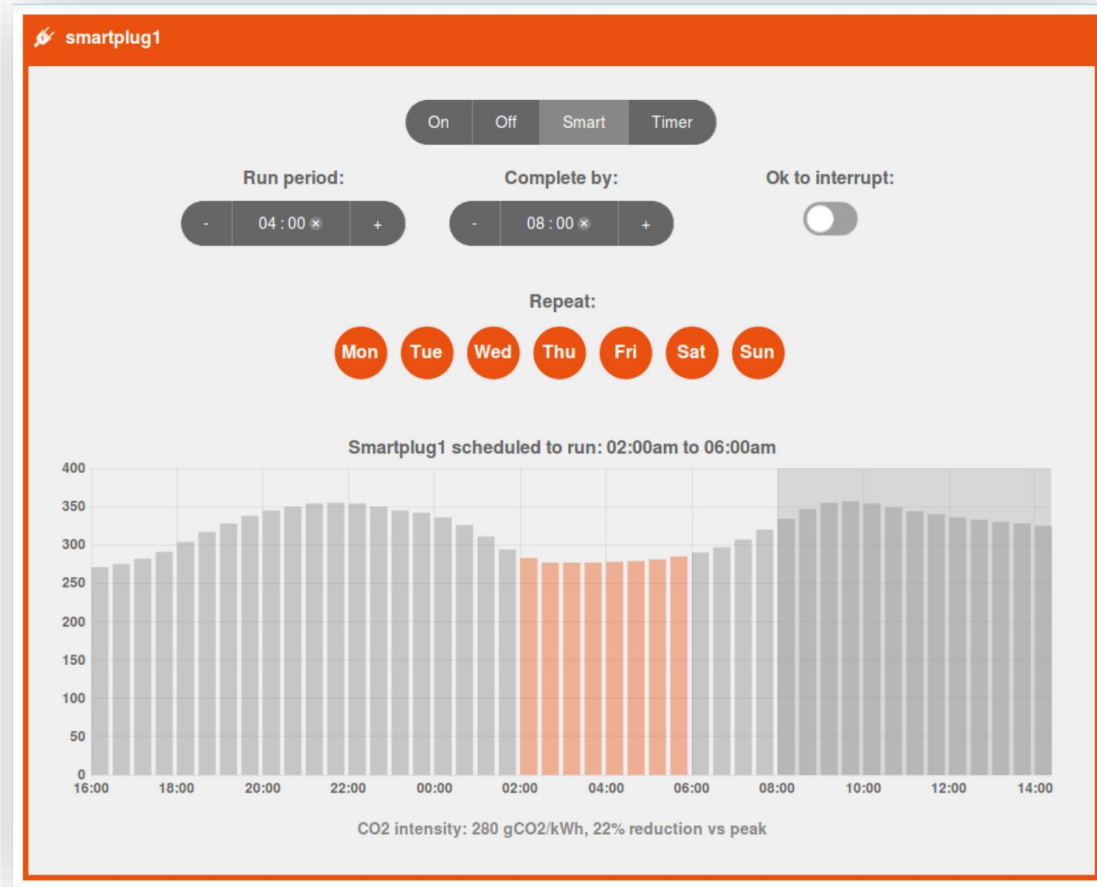 smartplug1
On Off Smart Timer
Run period: Complete by: Ok to interrupt:
- 04 : 00 + - 08 : 00 +
Repeat:
Mon Tue Wed Thu Fri Sat Sun
Smartplug1 scheduled to run: 02:00am to 06:00am
400
350
300
250
200
150
100
50
0
16:00 18:00 20:00 22:00 00:00 02:00 04:00 06:00 08:00 10:00 12:00 14:00
CO2 intensity: 280 gCO2/kWh, 22% reduction vs peak